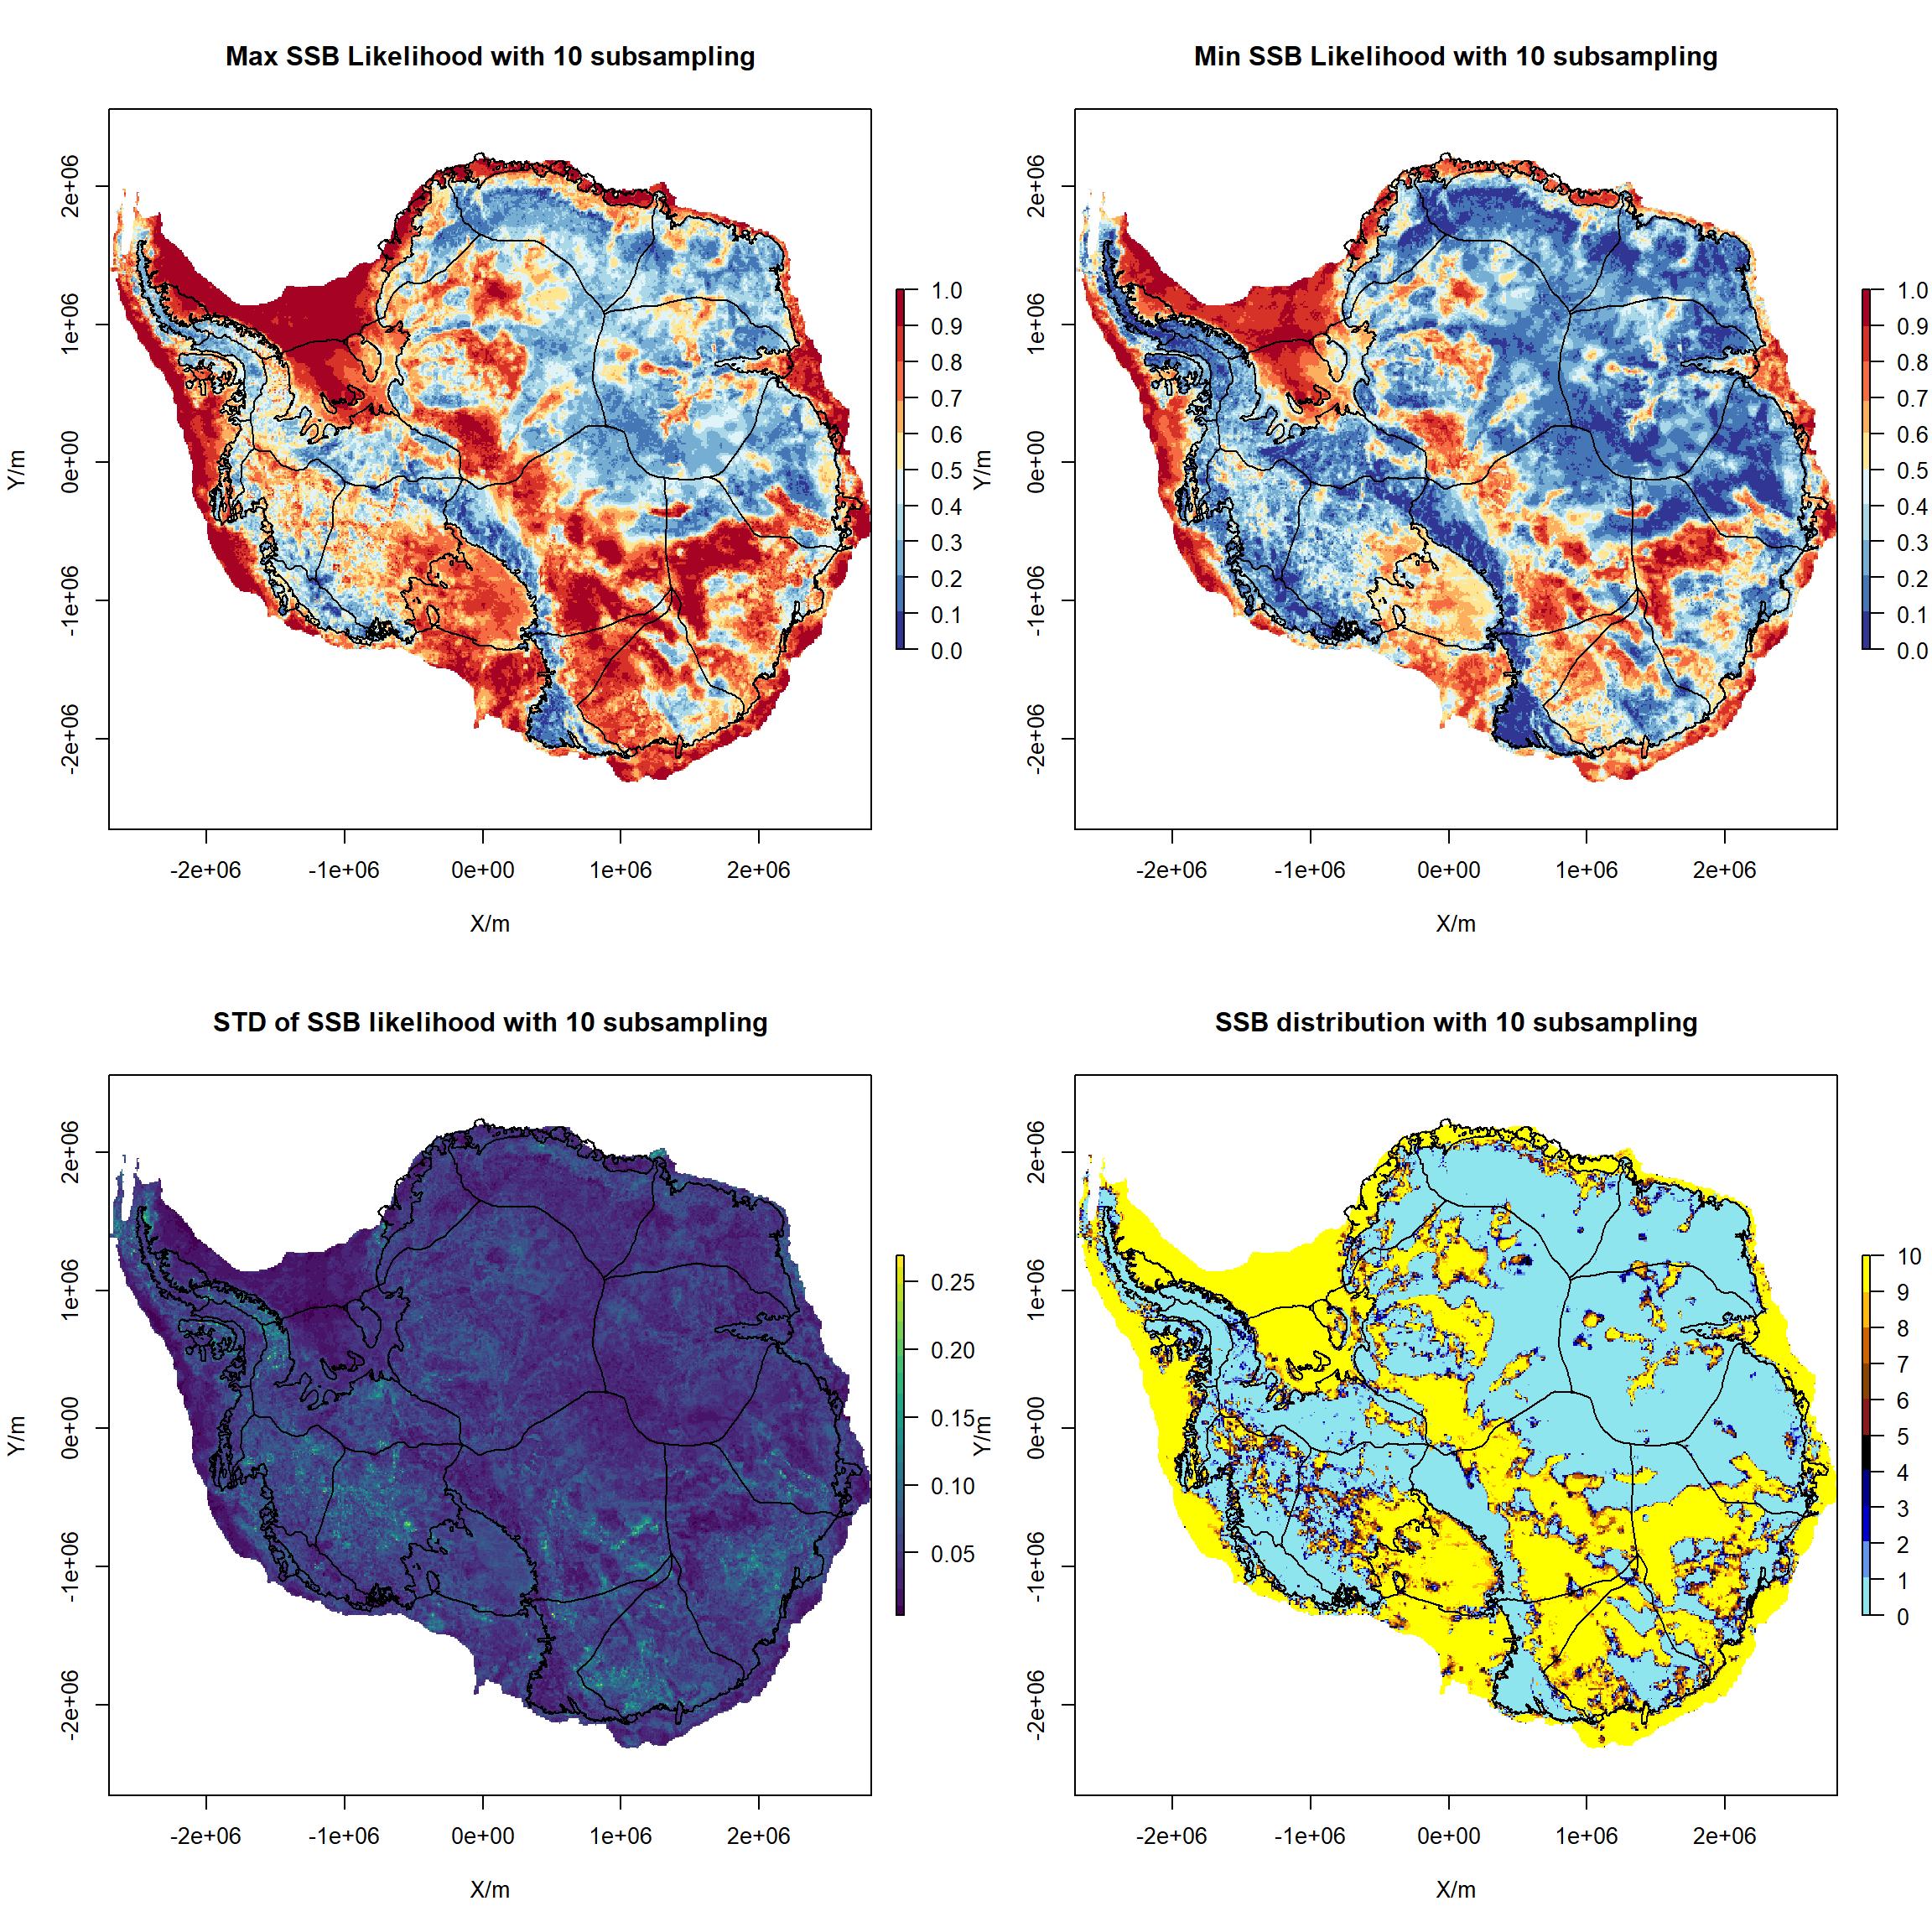 Max SSB Likelihood with 10 subsampling
Y/m
2e+06
1e+06
0e+00
-1e+06
-2e+06
-2e+06 -1e+06 0e+00 1e+06 2e+06
X/m
1.0
0.9
0.8
0.7
0.6
0.5
0.4
0.3
0.2
0.1
0.0
Min SSB Likelihood with 10 subsampling
Y/m
2e+06
1e+06
0e+00
-1e+06
-2e+06
-2e+06 -1e+06 0e+00 1e+06 2e+06
X/m
1.0
0.9
0.8
0.7
0.6
0.5
0.4
0.3
0.2
0.1
0.0
STD of SSB likelihood with 10 subsampling
Y/m
2e+06
1e+06
0e+00
-1e+06
-2e+06
-2e+06 -1e+06 0e+00 1e+06 2e+06
X/m
0.25
0.20
0.15
0.10
0.05
SSB distribution with 10 subsampling
Y/m
2e+06
1e+06
0e+00
-1e+06
-2e+06
-2e+06 -1e+06 0e+00 1e+06 2e+06
X/m
10
9
8
7
6
5
4
3
2
1
0